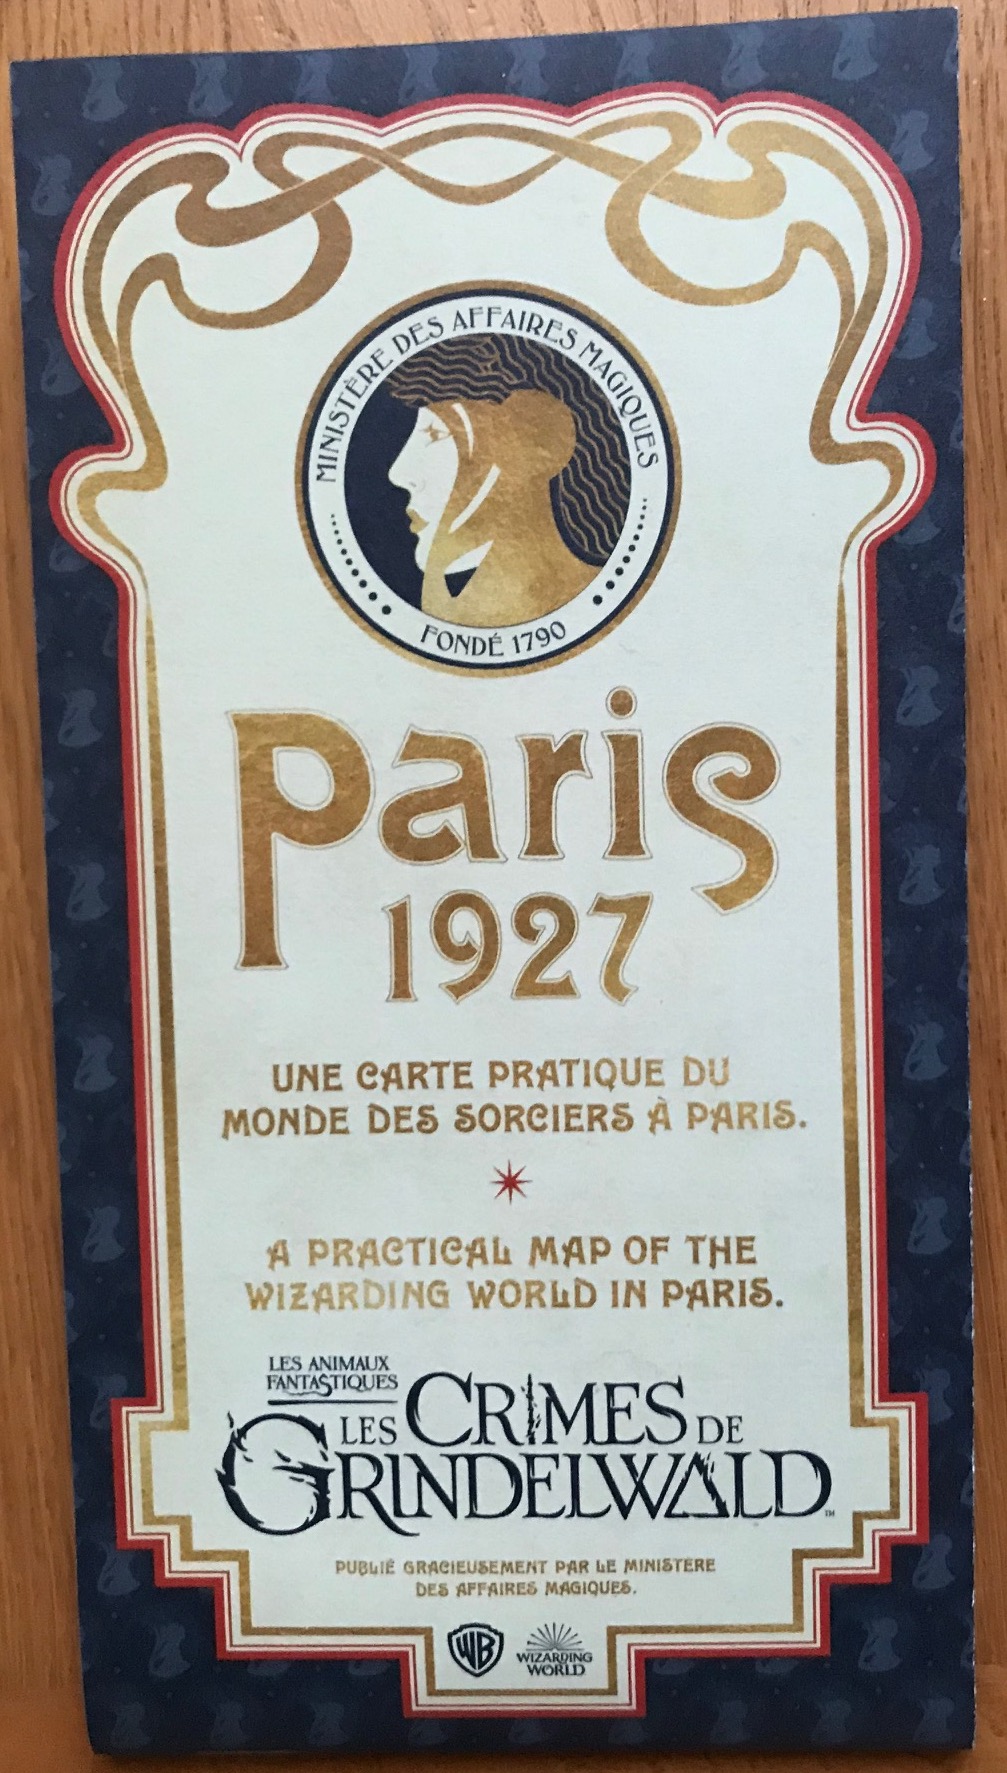 MINISTÈRE DES AFFAIRES MAGIQUES
FONDÉ 1790
Paris
1927
UNE CARTE PRATIQUE DU
MONDE DES SORCIERS À PARIS.
A PRACTICAL MAP OF THE
WIZARDING WORLD IN PARIS.
LES ANIMAUX
FANTASTIQUES
LES CRIMES DE
GRINDELWALD™
PUBLIÉ GRACIEUSEMENT PAR LE MINISTERE
DES AFFAIRES MAGIQUES.
WB
WIZARDING
WORLD